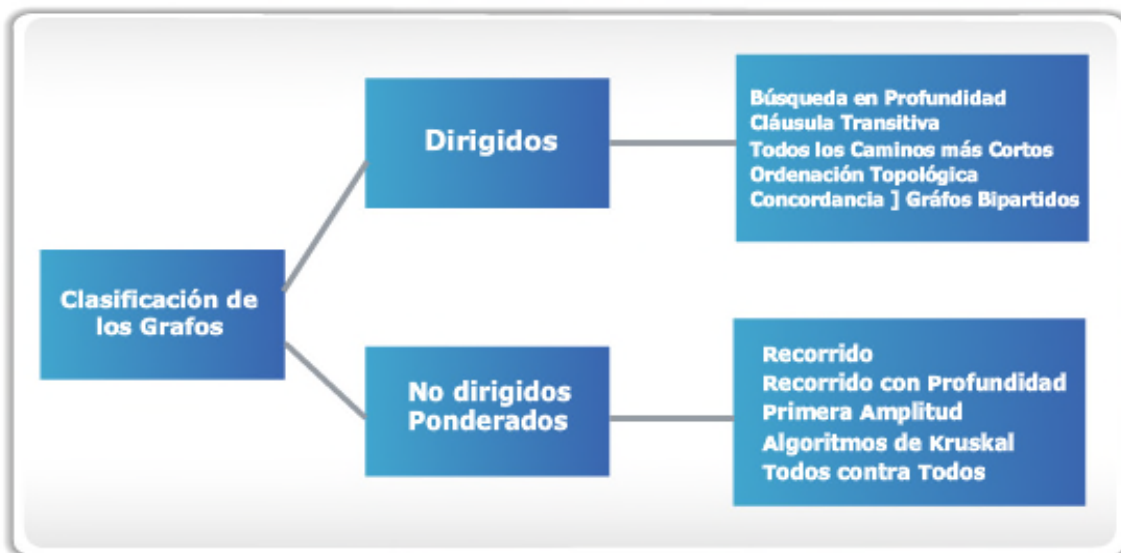 Clasificación de
los Grafos
Dirigidos
Búsqueda en Profundidad
Cláusula Transitiva
Todos los Caminos más Cortos
Ordenación Topológica
Concordancia ] Gráfos Bipartidos
No dirigidos
Ponderados
Recorrido
Recorrido con Profundidad
Primera Amplitud
Algoritmos de Kruskal
Todos contra Todos